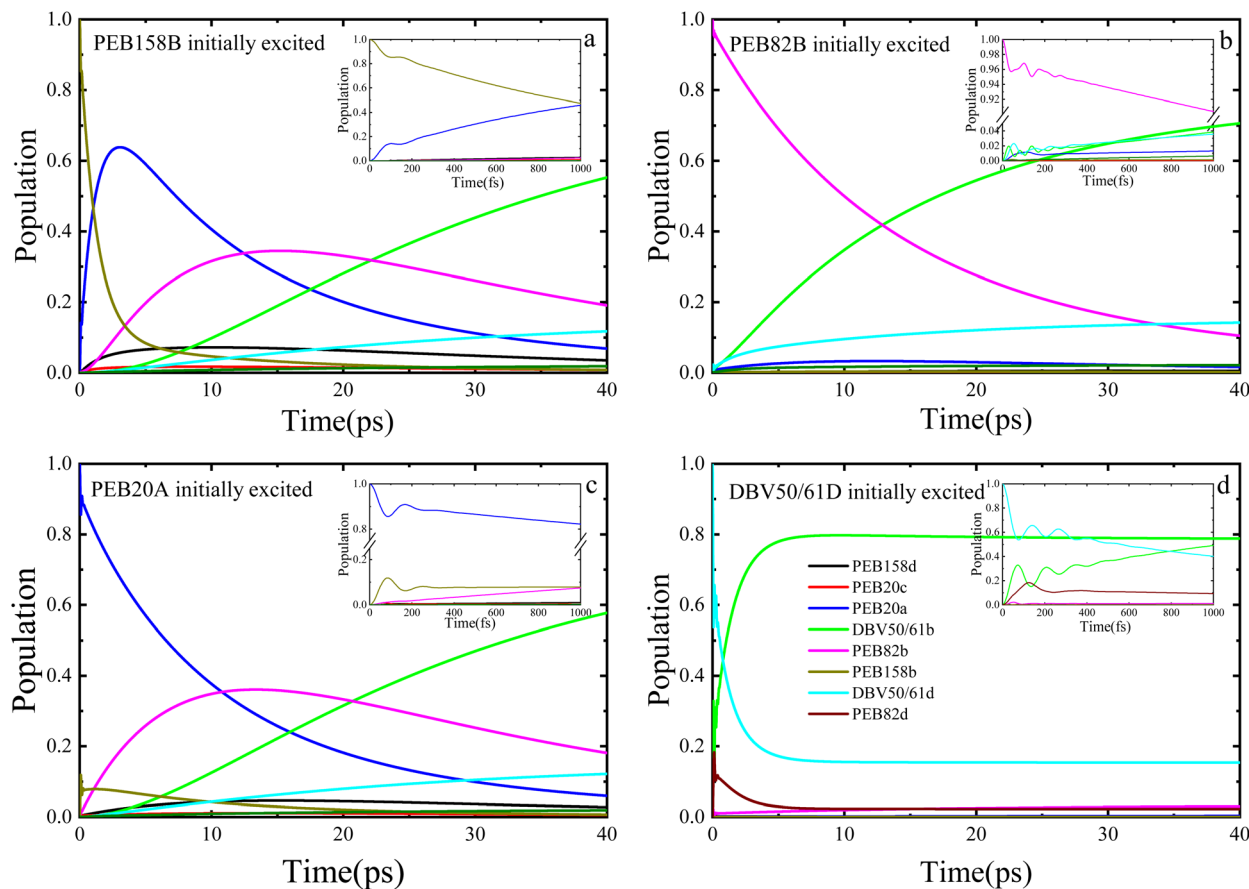 PEB158B initially excited
a
1.0
0.8
0.6
0.4
0.2
0.0
Population
0 10 20 30 40
Time(ps)
1.0
0.8
0.6
0.4
0.2
0.0
Population
0 200 400 600 800 1000
Time(fs)
PEB82B initially excited
b
1.0
0.8
0.6
0.4
0.2
0.0
Population
0 10 20 30 40
Time(ps)
1.00
0.98
0.96
0.94
0.92
0.04
0.02
0.00
Population
0 200 400 600 800 1000
Time(fs)
PEB20A initially excited
c
1.0
0.8
0.6
0.4
0.2
0.0
Population
0 10 20 30 40
Time(ps)
1.0
0.8
0.2
0.0
Population
0 200 400 600 800 1000
Time(fs)
DBV50/61D initially excited
d
1.0
0.8
0.6
0.4
0.2
0.0
Population
0 10 20 30 40
Time(ps)
1.0
0.8
0.6
0.4
0.2
0.0
Population
0 200 400 600 800 1000
Time(fs)
PEB158d
PEB20c
PEB20a
DBV50/61b
PEB82b
PEB158b
DBV50/61d
PEB82d